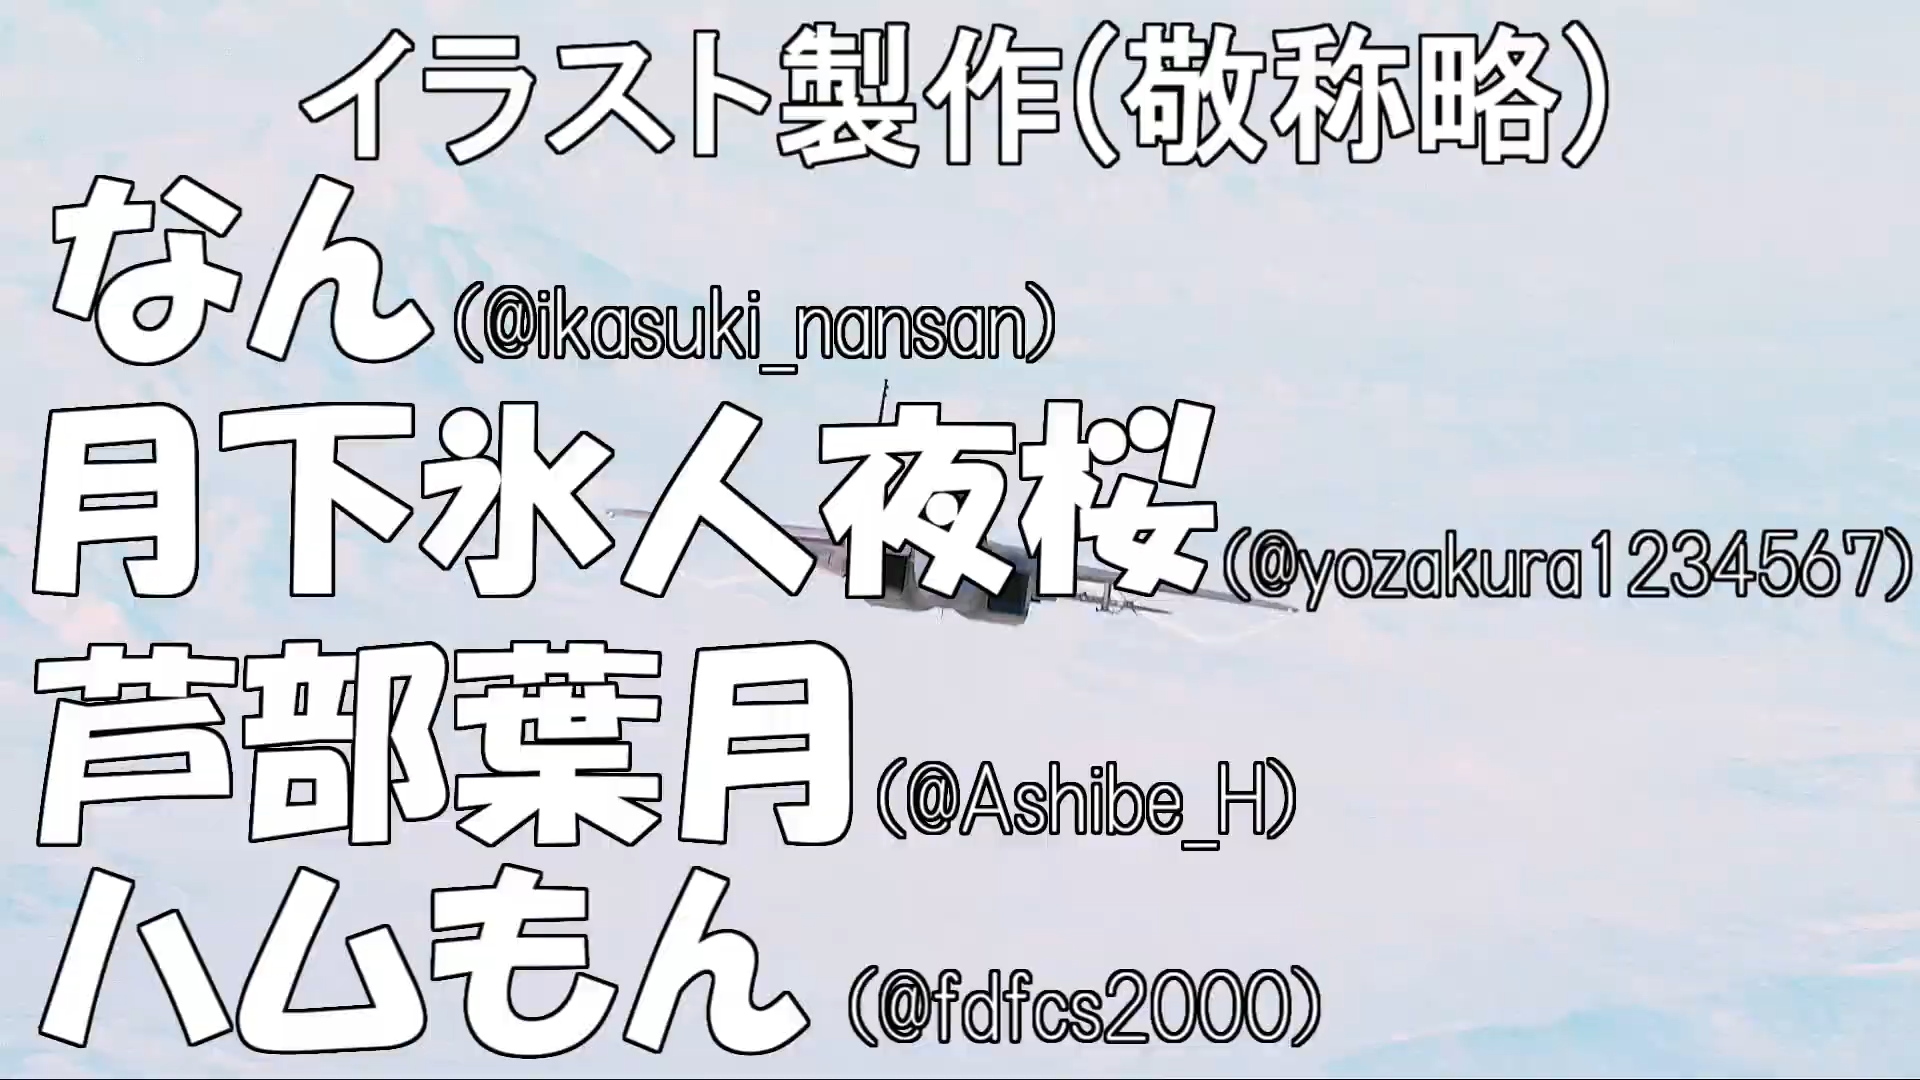 イラスト製作(敬称略)
なん(@ikasuki_nansan)
月下氷人夜桜(@yozakura1234567)
芦部葉月(@Ashibe_H)
ハムもん(@fdfcs2000)